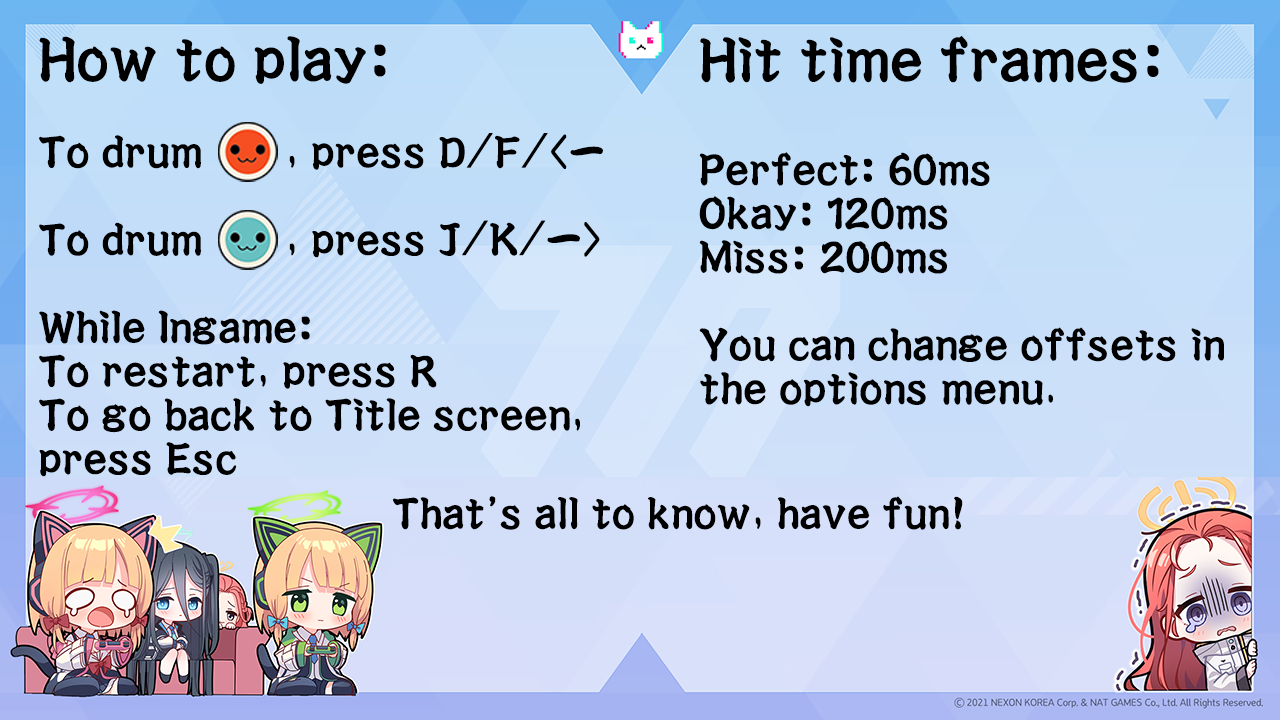 How to play:
To drum , press D/F/<—
To drum , press J/K/—>
While Ingame:
To restart, press R
To go back to Title screen,
press Esc
Hit time frames:
Perfect: 60ms
Okay: 120ms
Miss: 200ms
You can change offsets in
the options menu.
That's all to know, have fun!
© 2021 NEXON KOREA Corp. & NAT GAMES Co., Ltd. All Rights Reserved.